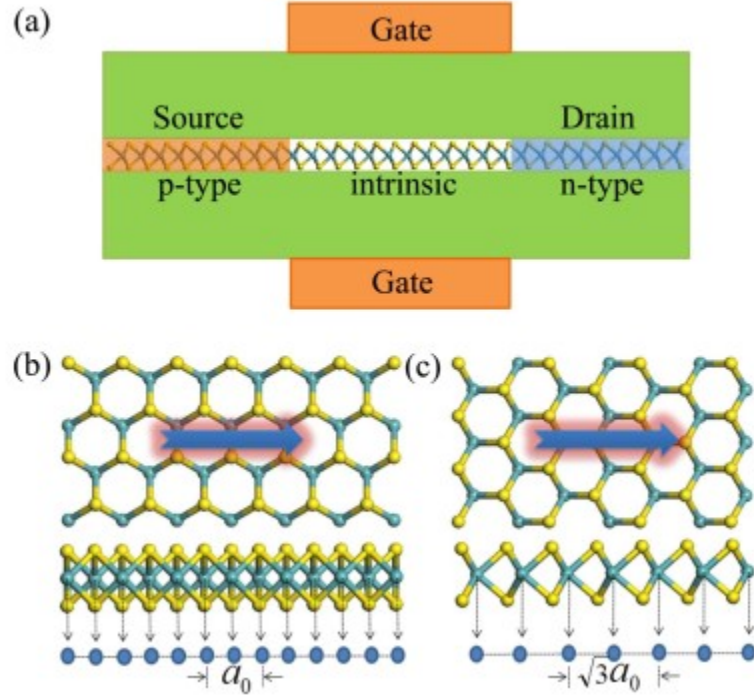 (a)
Gate
Source
Drain
p-type
intrinsic
n-type
Gate
(b)
(c)
a₀
√3a₀